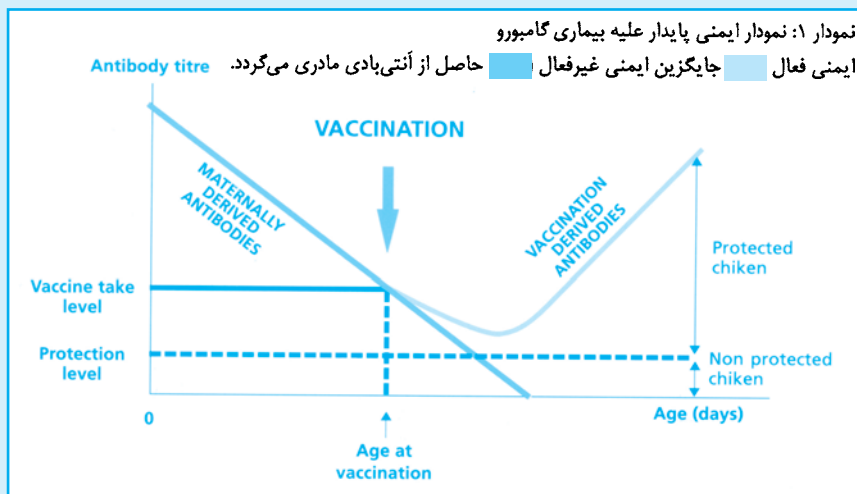 نمودار ۱: نمودار ایمنی پایدار علیه بیماری گامبورو
ایمنی فعال جایگزین ایمنی غیرفعال حاصل از آنتی‌بادی مادری می‌گردد.
Antibody titre
VACCINATION
MATERNALLY
DERIVED
ANTIBODIES
VACCINATION
DERIVED
ANTIBODIES
Protected
chiken
Vaccine take
level
Protection
level
Non protected
chiken
0
Age (days)
Age at
vaccination